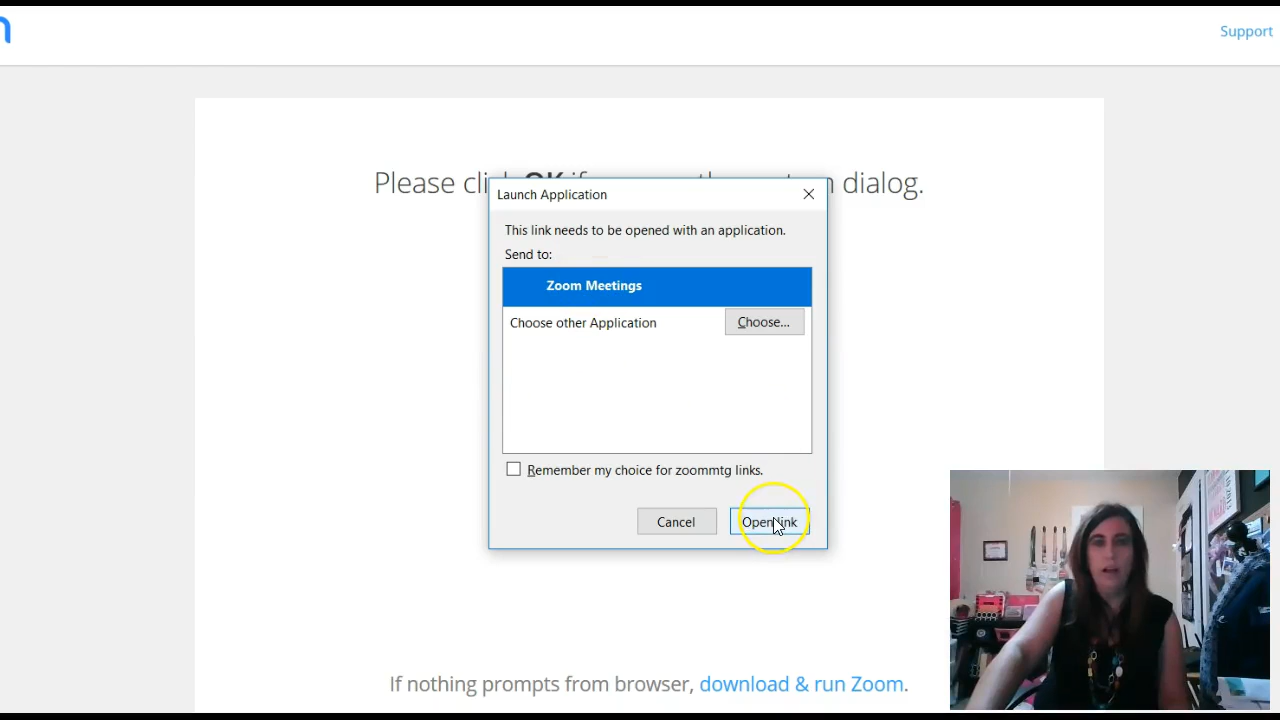 Support
Please cli OK if n dialog.
Launch Application
This link needs to be opened with an application.
Send to:
Zoom Meetings
Choose other Application
Choose...
Remember my choice for zoommtg links.
Cancel
Open link
If nothing prompts from browser, download & run Zoom.